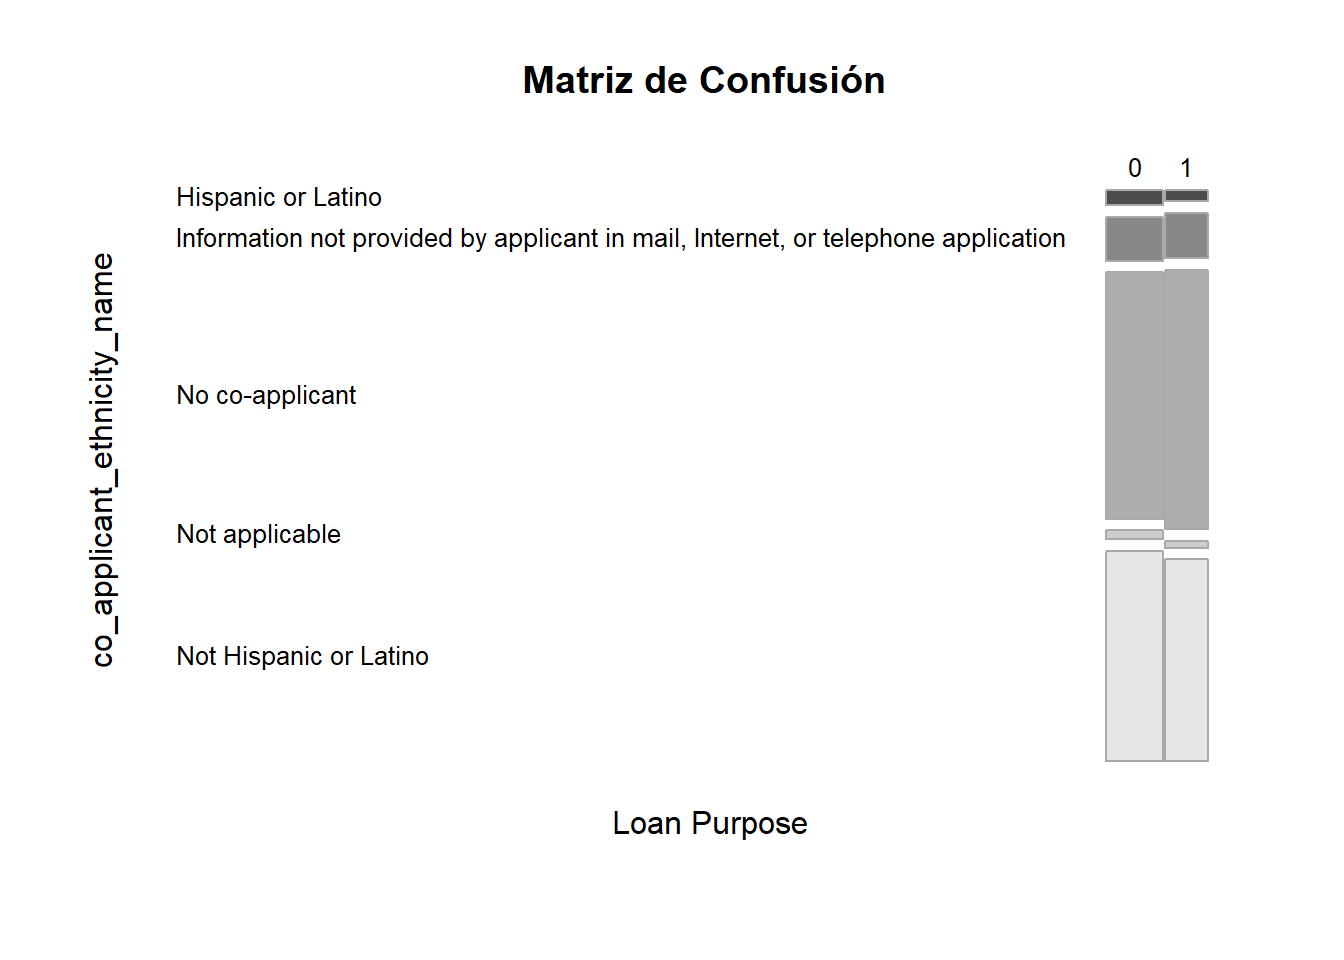 Matriz de Confusión
0 1
Hispanic or Latino
Information not provided by applicant in mail, Internet, or telephone application
No co-applicant
Not applicable
Not Hispanic or Latino
co_applicant_ethnicity_name
Loan Purpose